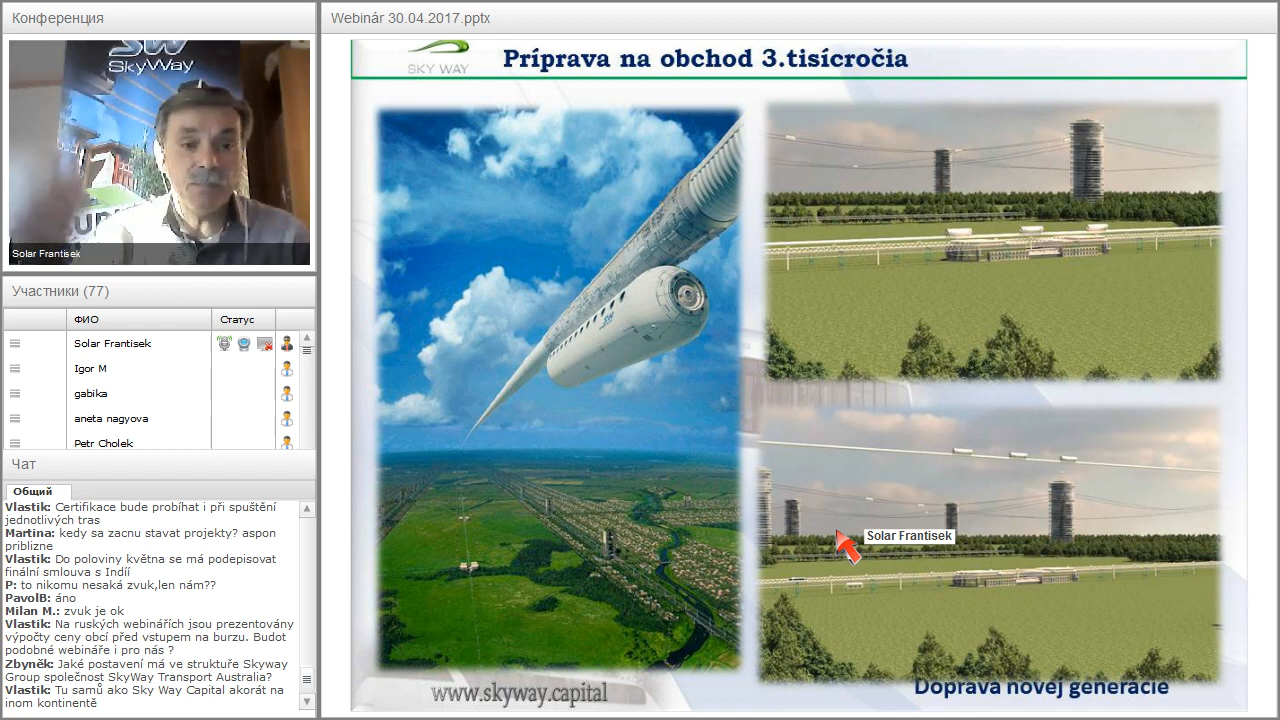 Конференция
SW
SkyWay
Solar Frantisek
Участники (77)
ФИО
Статус
Solar Frantisek
Igor M
gabika
aneta nagyova
Petr Cholek
Чат
Общий
Vlastik: Certifikace bude probíhat i při spuštění
jednotlivých tras
Martina: kedy sa zacnu stavat projekty? aspon
priblizne
Vlastik: Do poloviny května se má podepisovat
finální smlouva s Indií
P: to nikomu neskáká zvuk,len nám??
PavolB: áno
Milan M.: zvuk je ok
Vlastik: Na ruských webinářích jsou prezentovány
výpočty ceny obcí před vstupem na burzu. Budot
podobné webináře i pro nás ?
Zbyněk: Jaké postavení má ve struktuře Skyway
Group společnost SkyWay Transport Australia?
Vlastik: Tu samů ako Sky Way Capital akorát na
inom kontinentě
Webinár 30.04.2017.pptx
SKY WAY
Príprava na obchod 3.tisícročia
Solar Frantisek
www.skyway.capital
Doprava novej generácie